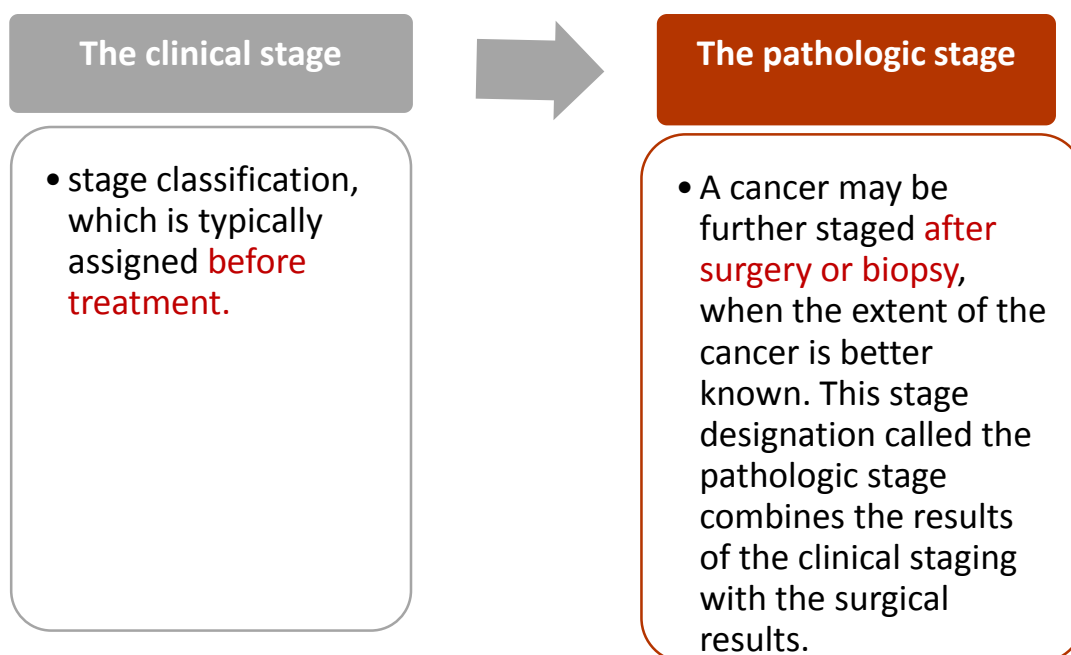 The clinical stage
• stage classification,
which is typically
assigned before
treatment.
The pathologic stage
• A cancer may be
further staged after
surgery or biopsy,
when the extent of the
cancer is better
known. This stage
designation called the
pathologic stage
combines the results
of the clinical staging
with the surgical
results.